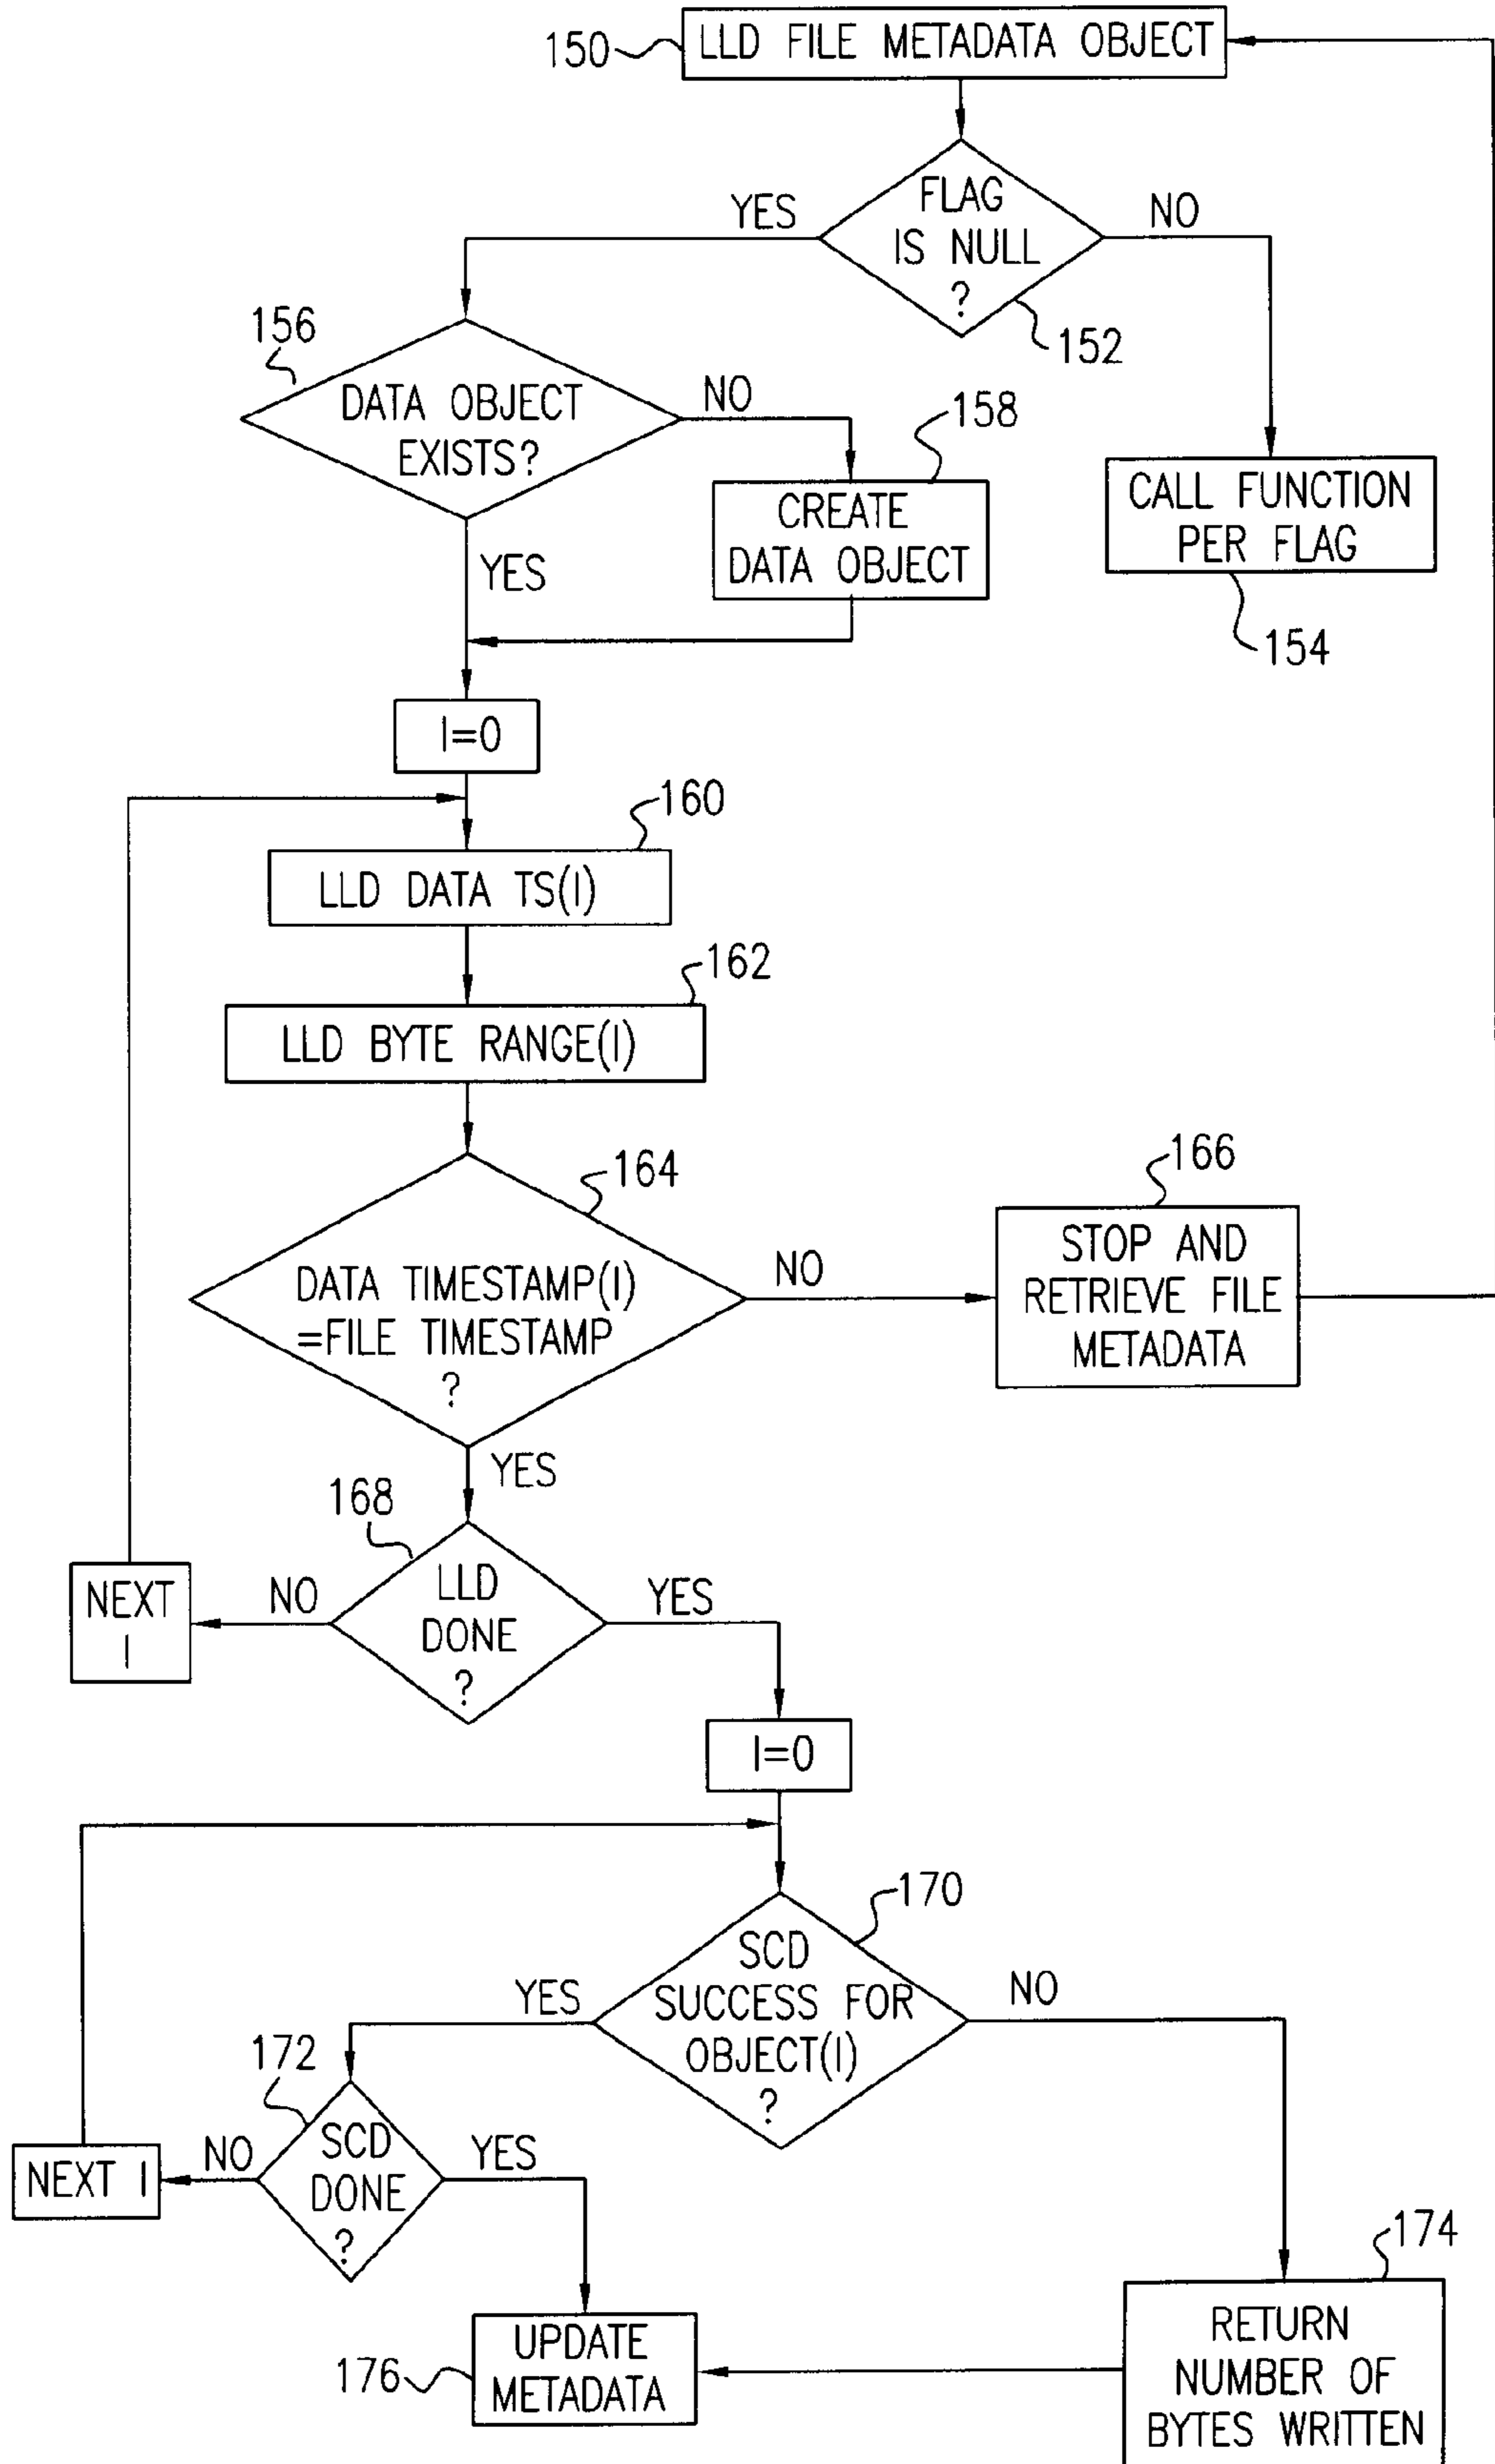 150
LLD FILE METADATA OBJECT
FLAG
IS NULL
?
YES
NO
152
156
DATA OBJECT
EXISTS?
NO
158
CREATE
DATA OBJECT
CALL FUNCTION
PER FLAG
154
YES
I=0
160
LLD DATA TS(I)
162
LLD BYTE RANGE(I)
164
DATA TIMESTAMP(I)
=FILE TIMESTAMP
?
NO
166
STOP AND
RETRIEVE FILE
METADATA
YES
168
LLD
DONE
?
NO
NEXT
I
YES
I=0
170
SCD
SUCCESS FOR
OBJECT(I)
?
YES
NO
172
SCD
DONE
?
NO
NEXT I
YES
174
RETURN
NUMBER OF
BYTES WRITTEN
176
UPDATE
METADATA